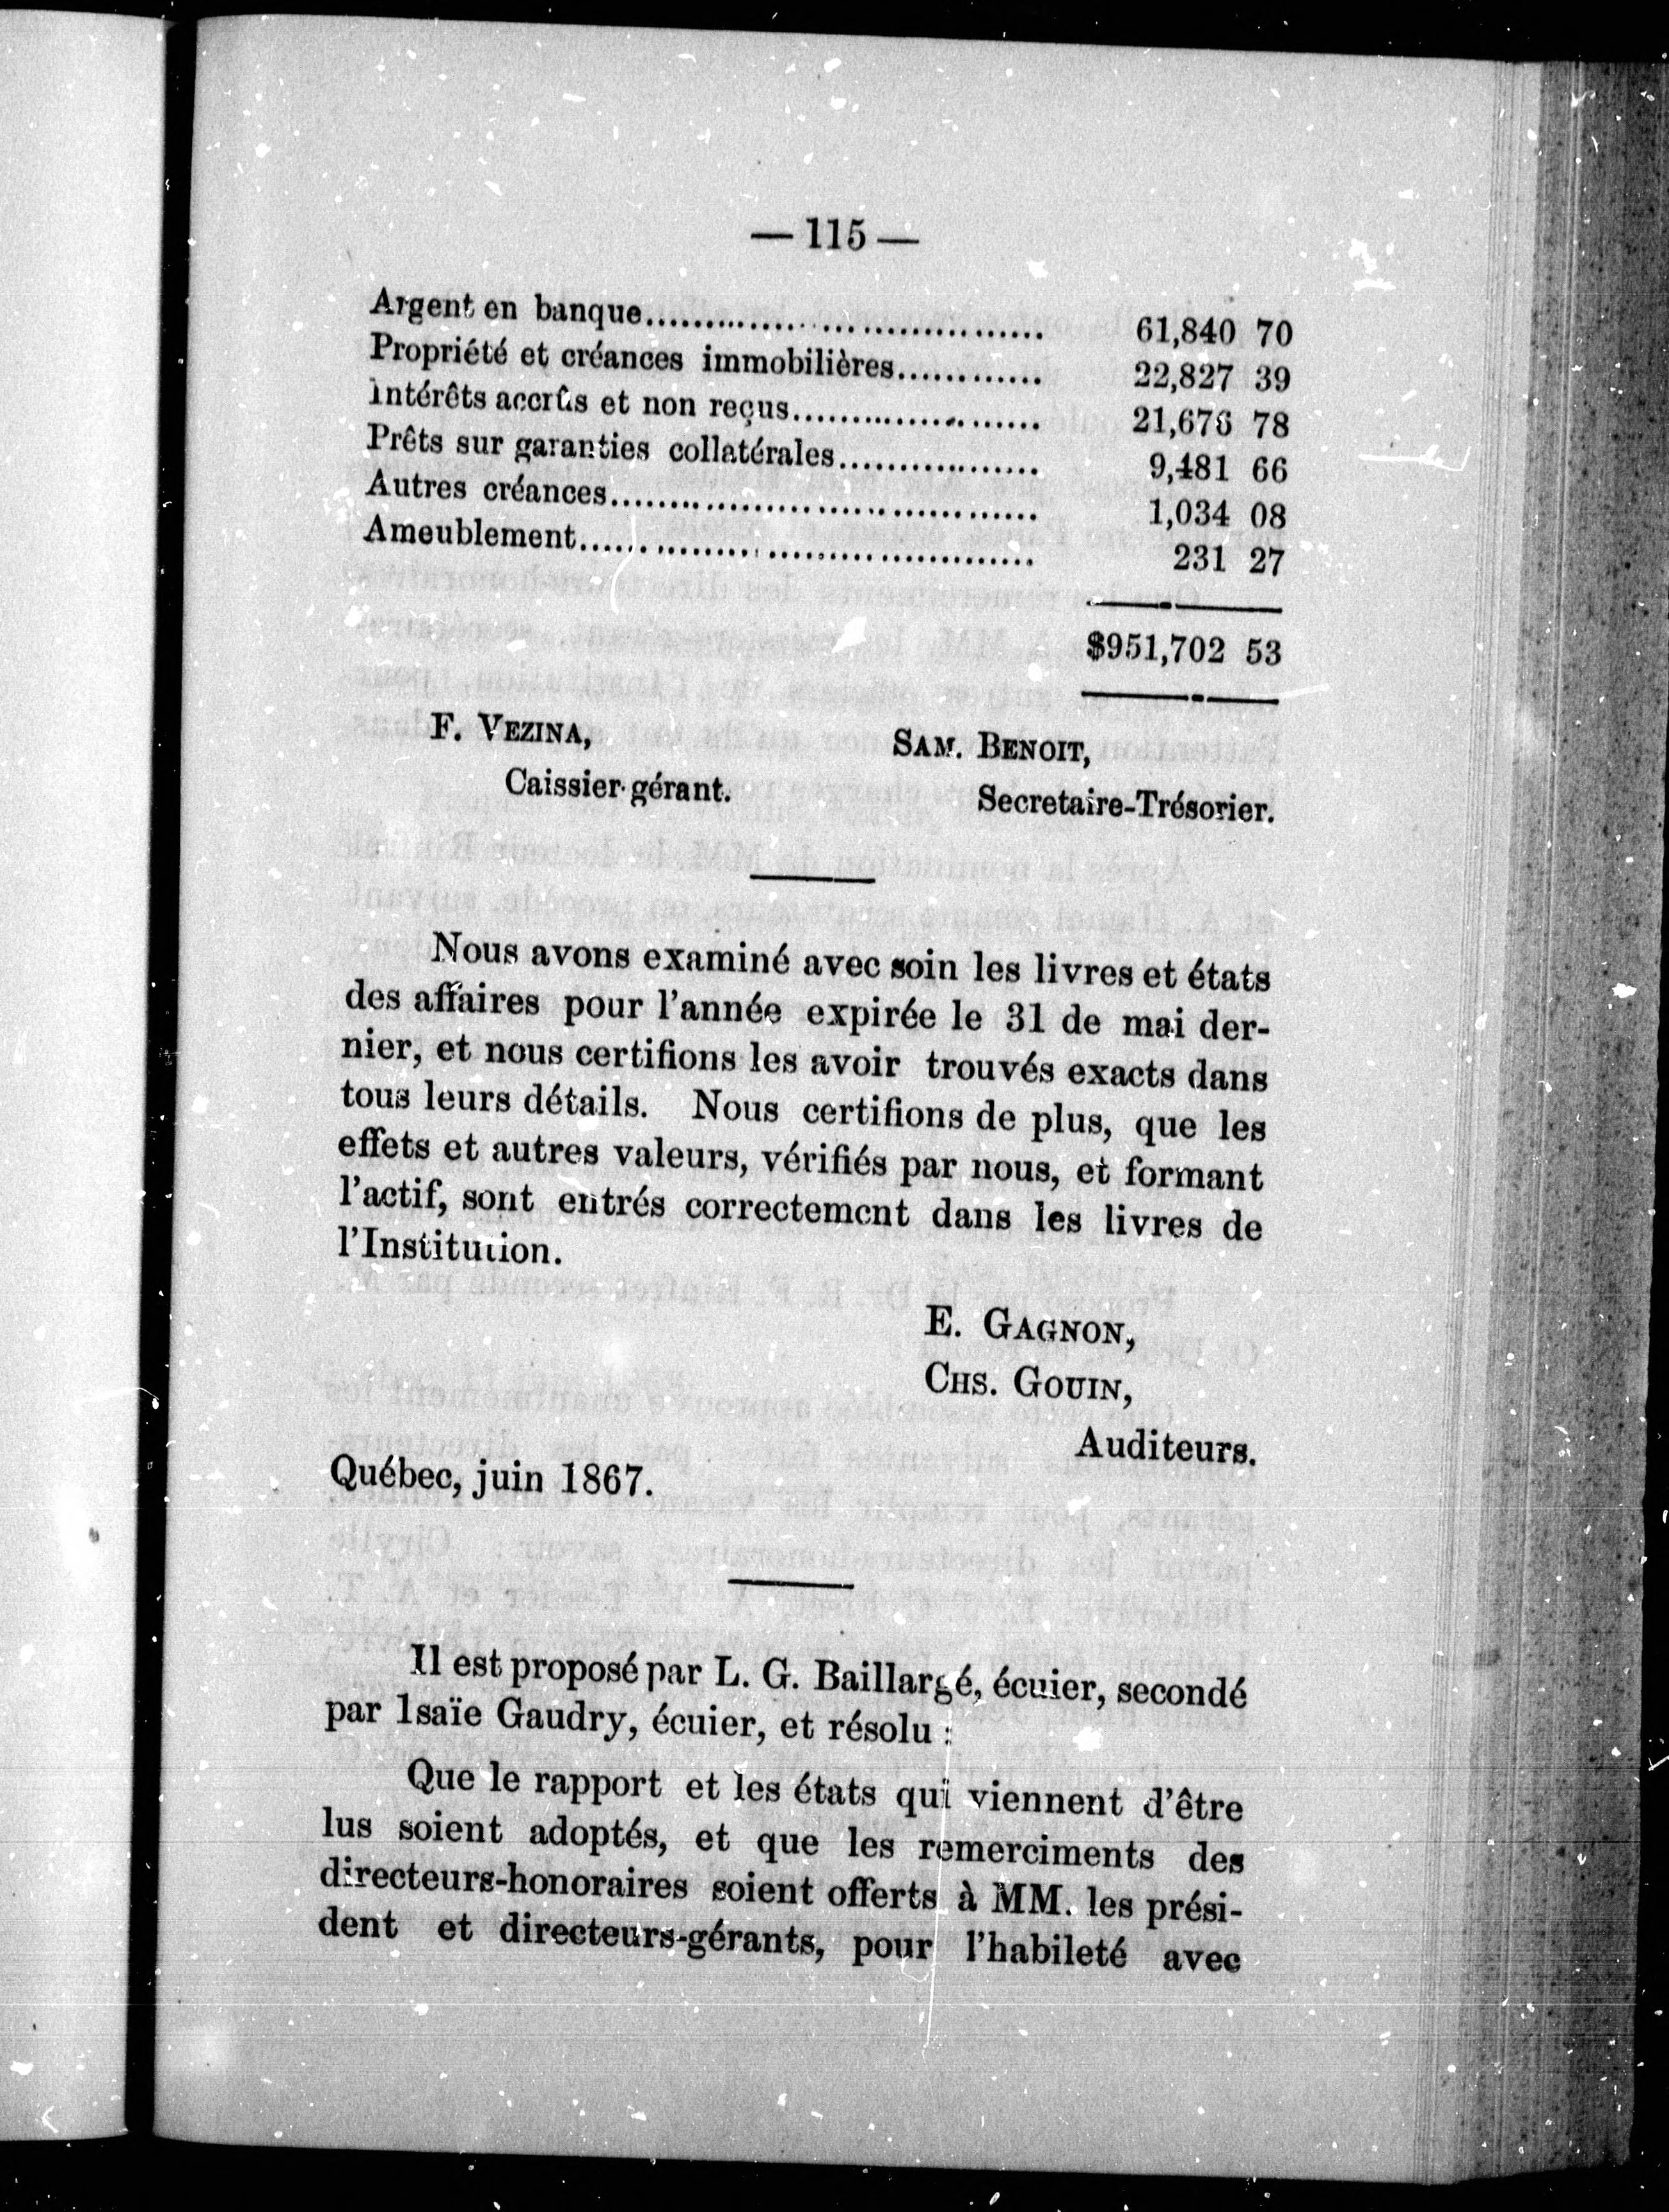 — 115 —
Argent en banque........................................ 61,840 70
Propriété et créances immobilières............ 22,827 39
Intérêts accrûs et non reçus........................ 21,676 78
Prêts sur garanties collatérales................. 9,481 66
Autres créances........................................ 1,034 08
Ameublement............................................ 231 27
$951,702 53
F. VEZINA,
SAM. BENOIT,
Caissier-gérant.
Secretaire-Trésorier.
Nous avons examiné avec soin les livres et états
des affaires pour l'année expirée le 31 de mai der-
nier, et nous certifions les avoir trouvés exacts dans
tous leurs détails. Nous certifions de plus, que les
effets et autres valeurs, vérifiés par nous, et formant
l'actif, sont entrés correctement dans les livres de
l'Institution.
E. GAGNON,
CHS. GOUIN,
Auditeurs.
Québec, juin 1867.
Il est proposé par L. G. Baillargé, écuier, secondé
par Isaïe Gaudry, écuier, et résolu :
Que le rapport et les états qui viennent d'être
lus soient adoptés, et que les remerciments des
directeurs-honoraires soient offerts à MM. les prési-
dent et directeurs-gérants, pour l'habileté avec